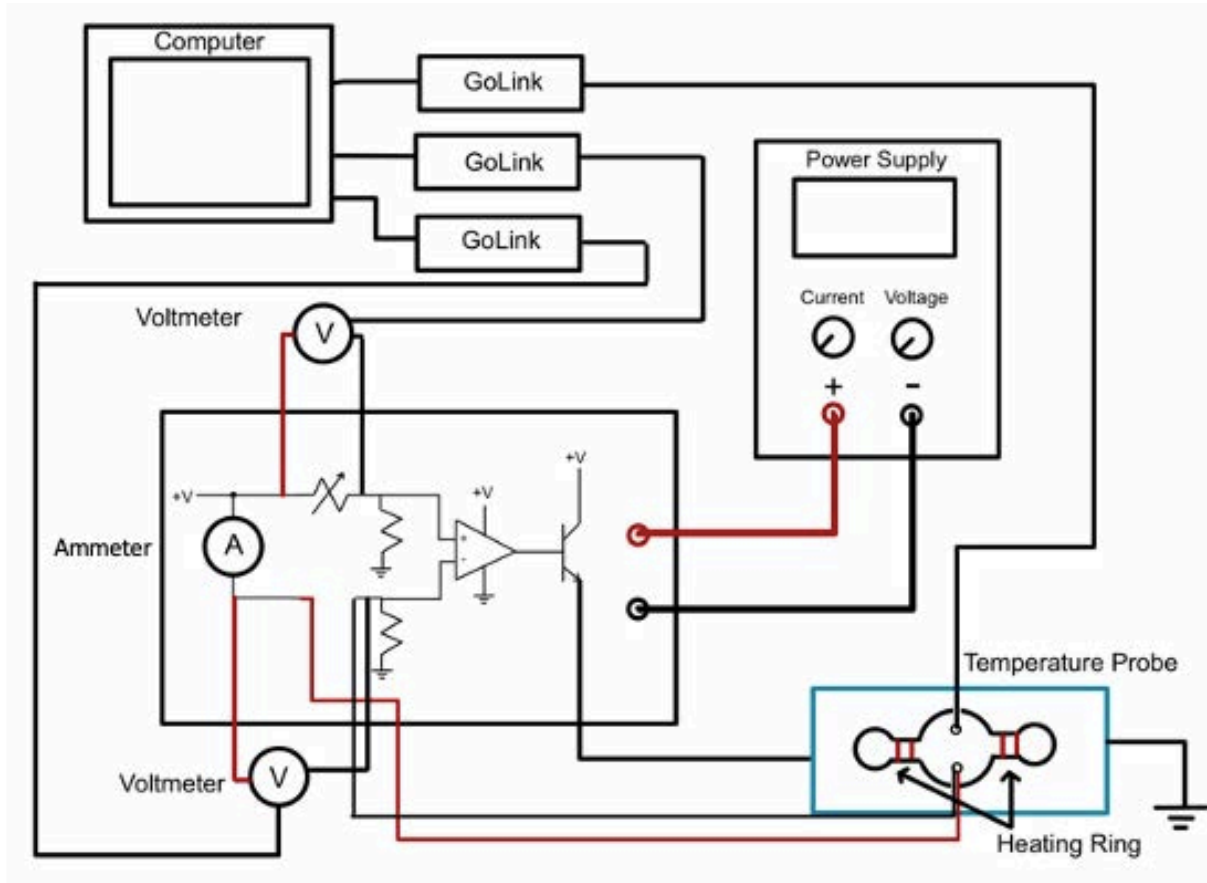 Computer
GoLink
GoLink
GoLink
Power Supply
Current Voltage
+ -
Voltmeter
V
+V
+V
+V
Ammeter
A
+
-
Temperature Probe
Voltmeter
V
Heating Ring